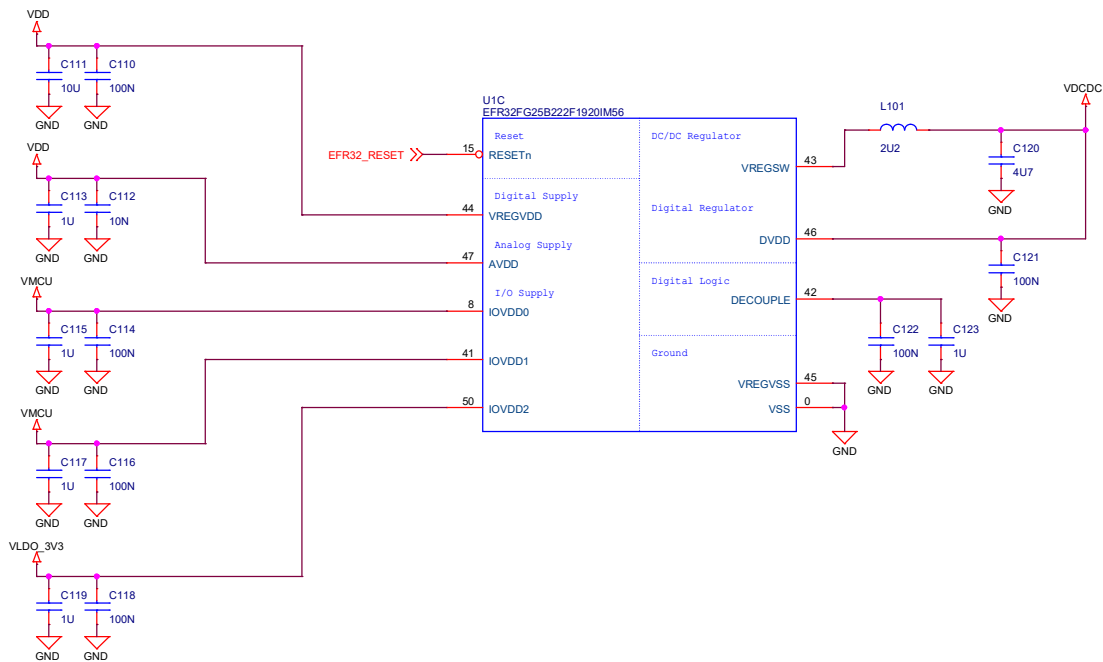 VDD
C111
10U
C110
100N
GND
GND
VDD
C113
1U
C112
10N
GND
GND
VMCU
C115
1U
C114
100N
GND
GND
VMCU
C117
1U
C116
100N
GND
GND
VLDO_3V3
C119
1U
C118
100N
GND
GND
EFR32_RESET
U1C
EFR32FG25B222F1920IM56
Reset
15
RESETn
Digital Supply
44
VREGVDD
Analog Supply
47
AVDD
I/O Supply
8
IOVDD0
41
IOVDD1
50
IOVDD2
DC/DC Regulator
VREGSW
43
Digital Regulator
DVDD
46
Digital Logic
DECOUPLE
42
Ground
VREGVSS
45
VSS
0
GND
L101
2U2
VDCDC
C120
4U7
GND
C121
100N
GND
C122
100N
GND
C123
1U
GND